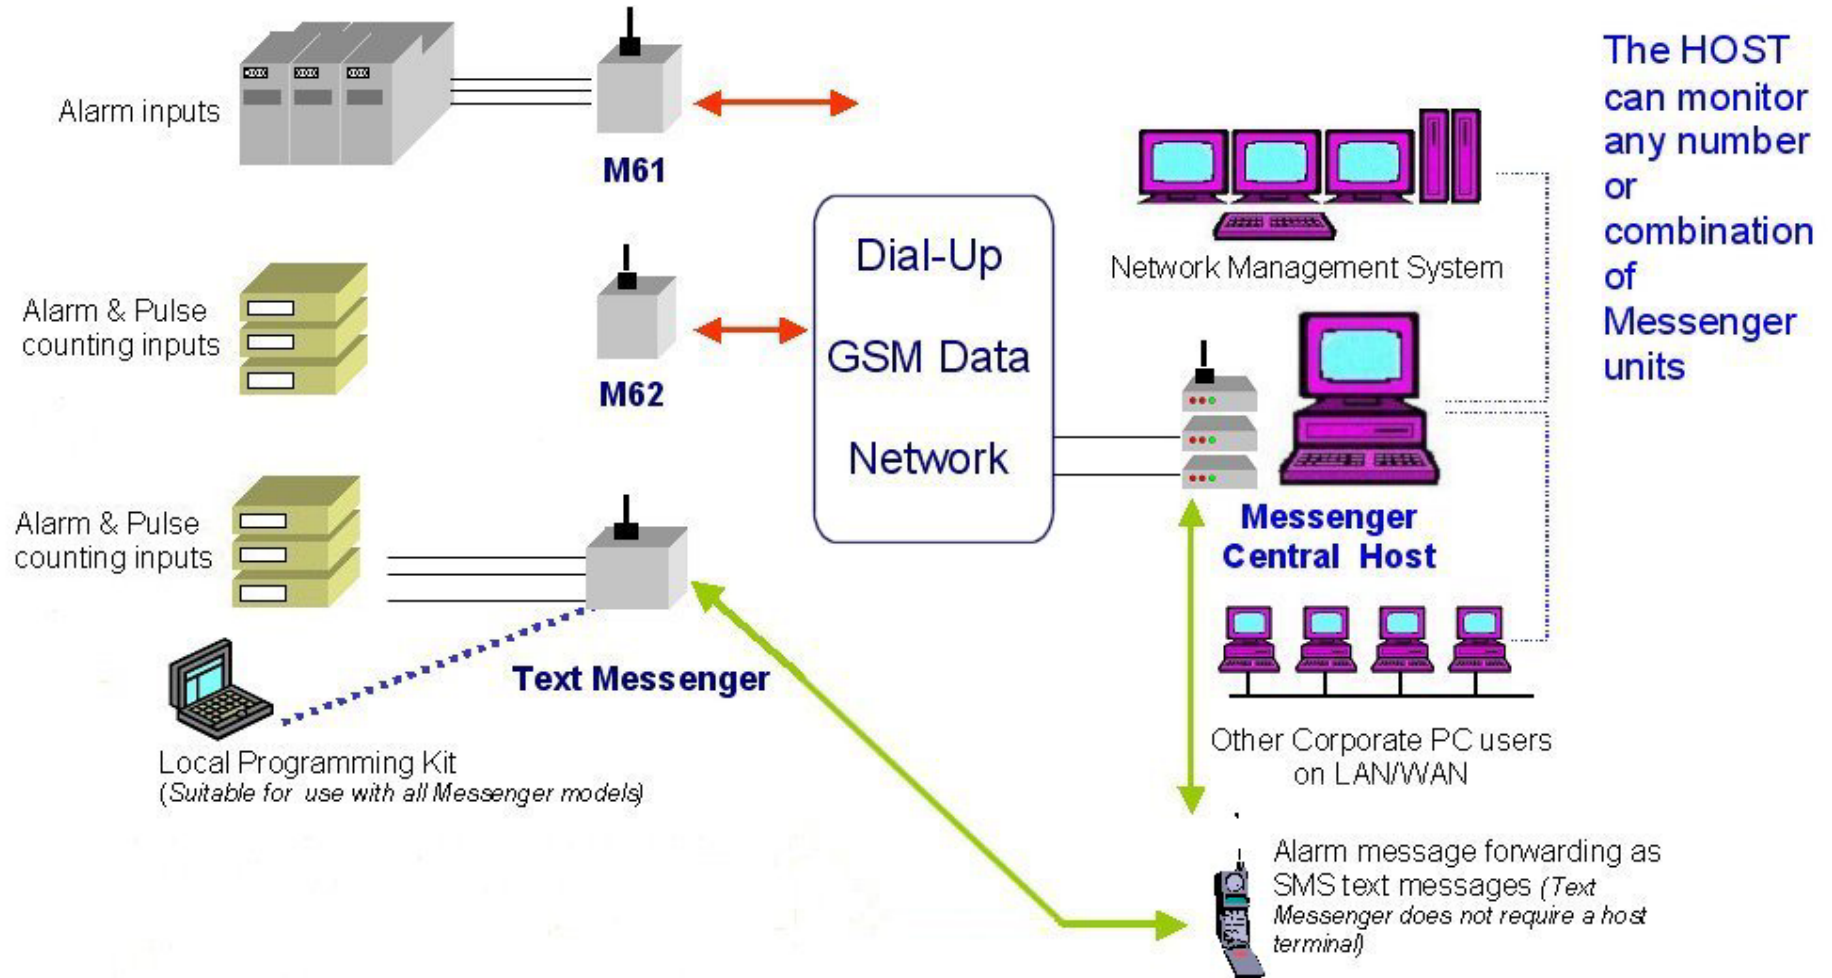 Alarm inputs
M61
Alarm & Pulse
counting inputs
M62
Alarm & Pulse
counting inputs
Text Messenger
Local Programming Kit
(Suitable for use with all Messenger models)
Dial-Up
GSM Data
Network
Network Management System
Messenger
Central Host
Other Corporate PC users
on LAN/WAN
Alarm message forwarding as
SMS text messages (Text
Messenger does not require a host
terminal)
The HOST
can monitor
any number
or
combination
of
Messenger
units